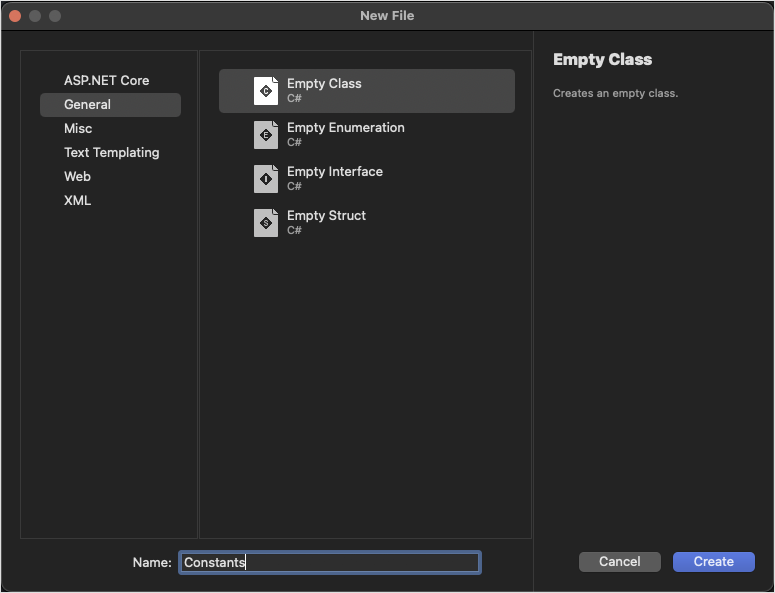 New File
ASP.NET Core
General
Misc
Text Templating
Web
XML
C
Empty Class
C#
E
Empty Enumeration
C#
I
Empty Interface
C#
S
Empty Struct
C#
Empty Class
Creates an empty class.
Name: Constants
Cancel
Create